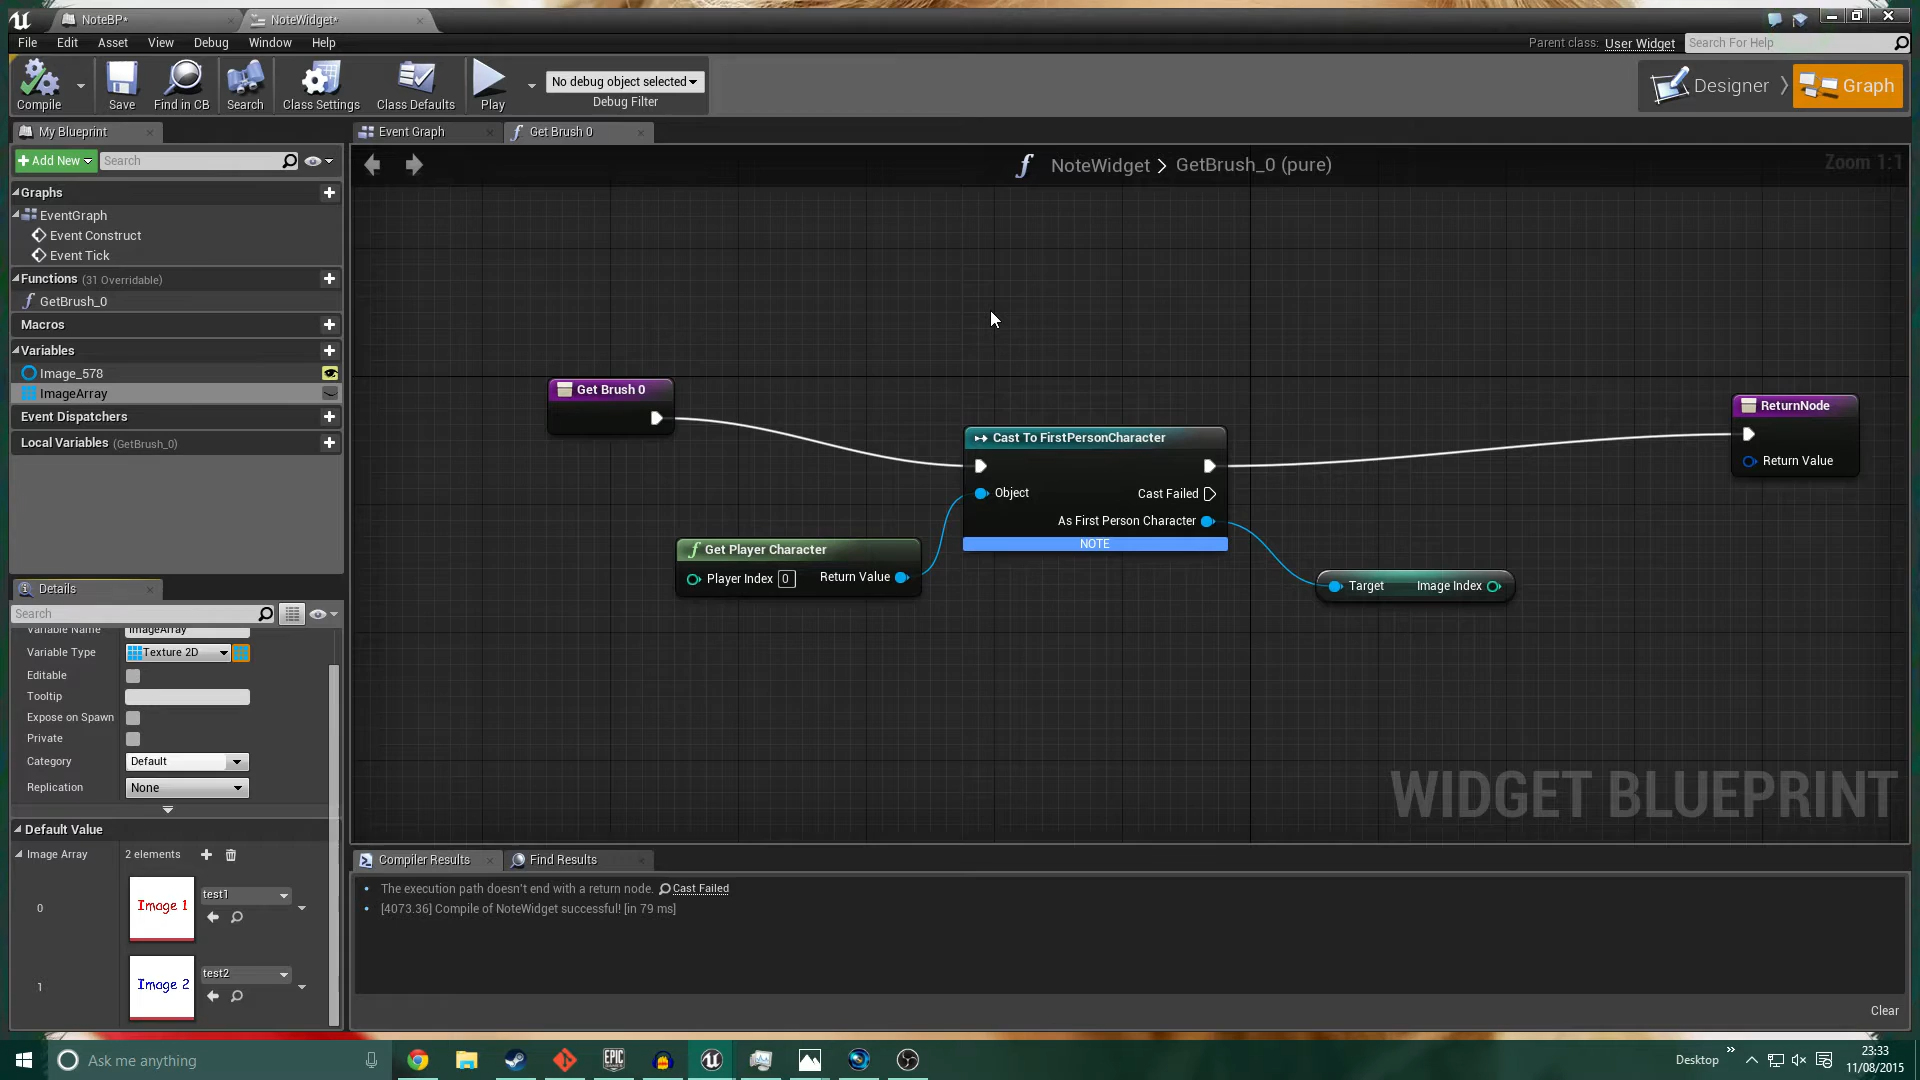 NoteBP*
NoteWidget*
File Edit Asset View Debug Window Help
Parent class: User Widget
Search For Help
Compile
Save
Find in CB
Search
Class Settings
Class Defaults
Play
No debug object selected
Debug Filter
Designer
Graph
My Blueprint
Event Graph
Get Brush 0
Add New
Search
NoteWidget > GetBrush_0 (pure)
Zoom 1:1
Graphs
EventGraph
Event Construct
Event Tick
Functions (31 Overridable)
GetBrush_0
Macros
Variables
Image_578
ImageArray
Event Dispatchers
Local Variables (GetBrush_0)
Get Brush 0
Cast To FirstPersonCharacter
Object
Cast Failed
As First Person Character
NOTE
Get Player Character
Player Index 0 Return Value
Target Image Index
ReturnNode
Return Value
WIDGET BLUEPRINT
Details
Search
Variable Name ImageArray
Variable Type Texture 2D
Editable
Tooltip
Expose on Spawn
Private
Category Default
Replication None
Default Value
Image Array 2 elements
0 Image 1 test1
1 Image 2 test2
Compiler Results
Find Results
The execution path doesn't end with a return node. Cast Failed
[4073.36] Compile of NoteWidget successful! [in 79 ms]
Clear
Ask me anything
EPIC
Desktop
23:33
11/08/2015